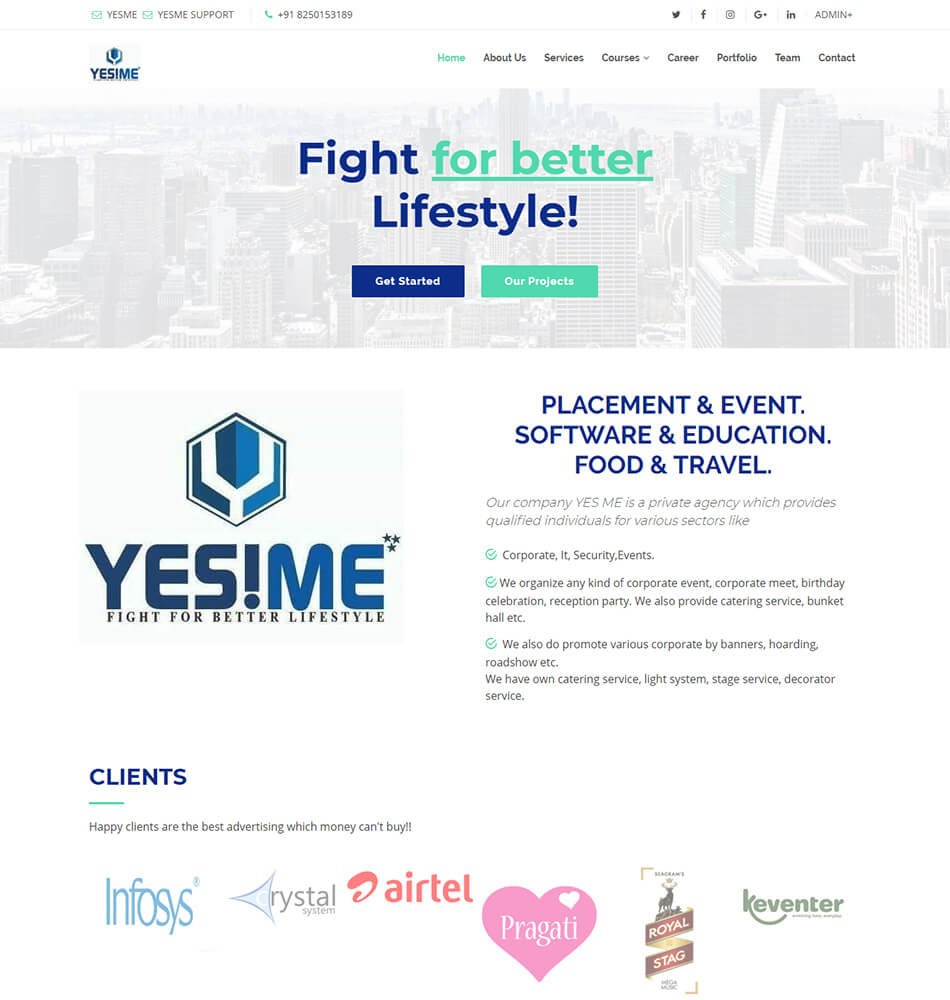 YESME YESME SUPPORT +91 8250153189 ADMIN+
YES!ME
Home About Us Services Courses Career Portfolio Team Contact
Fight for better
Lifestyle!
Get Started Our Projects
YES!ME
FIGHT FOR BETTER LIFESTYLE
PLACEMENT & EVENT.
SOFTWARE & EDUCATION.
FOOD & TRAVEL.
Our company YES ME is a private agency which provides
qualified individuals for various sectors like
Corporate, It, Security,Events.
We organize any kind of corporate event, corporate meet, birthday
celebration, reception party. We also provide catering service, bunket
hall etc.
We also do promote various corporate by banners, hoarding,
roadshow etc.
We have own catering service, light system, stage service, decorator
service.
CLIENTS
Happy clients are the best advertising which money can't buy!!
Infosys®
Crystal
system
airtel
Pragati
SEAGRAM'S
ROYAL
STAG
MEGA
MUSIC
Keventer